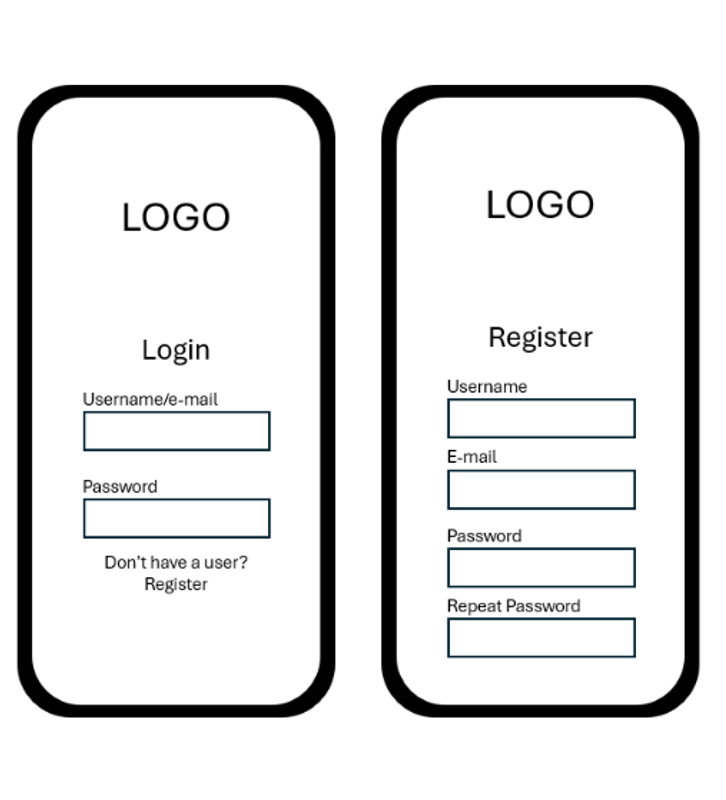 LOGO
Login
Username/e-mail
Password
Don't have a user?
Register
LOGO
Register
Username
E-mail
Password
Repeat Password